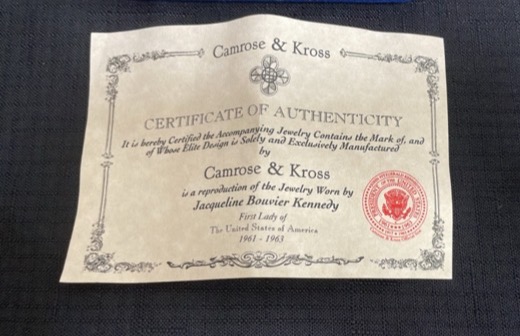 Camrose & Kross
CERTIFICATE OF AUTHENTICITY
It is hereby Certified the Accompanying Jewelry Contains the Mark of, and
of Whose Elite Design is Solely and Exclusively Manufactured
by
Camrose & Kross
is a reproduction of the Jewelry Worn by
Jacqueline Bouvier Kennedy
First Lady of
The United States of America
1961 - 1963